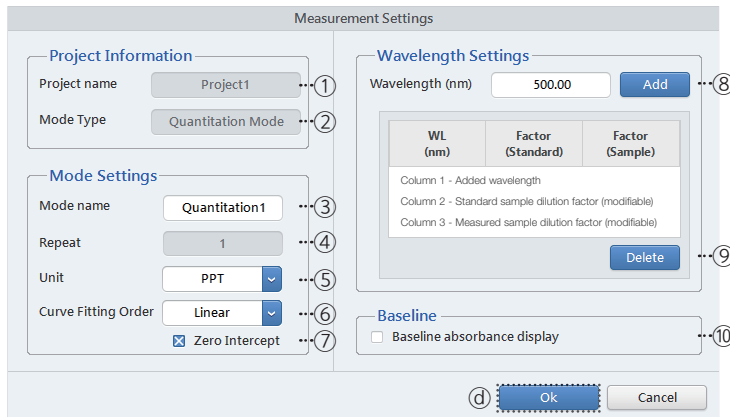 Measurement Settings
Project Information
Project name Project1 ①
Mode Type Quantitation Mode ②
Mode Settings
Mode name Quantitation1 ③
Repeat 1 ④
Unit PPT ⑤
Curve Fitting Order Linear ⑥
Zero Intercept ⑦
Wavelength Settings
Wavelength (nm) 500.00 Add ⑧
WL Factor Factor
(nm) (Standard) (Sample)
Column 1 - Added wavelength
Column 2 - Standard sample dilution factor (modifiable)
Column 3 - Measured sample dilution factor (modifiable)
Delete ⑨
Baseline
Baseline absorbance display ⑩
ⓓ Ok Cancel